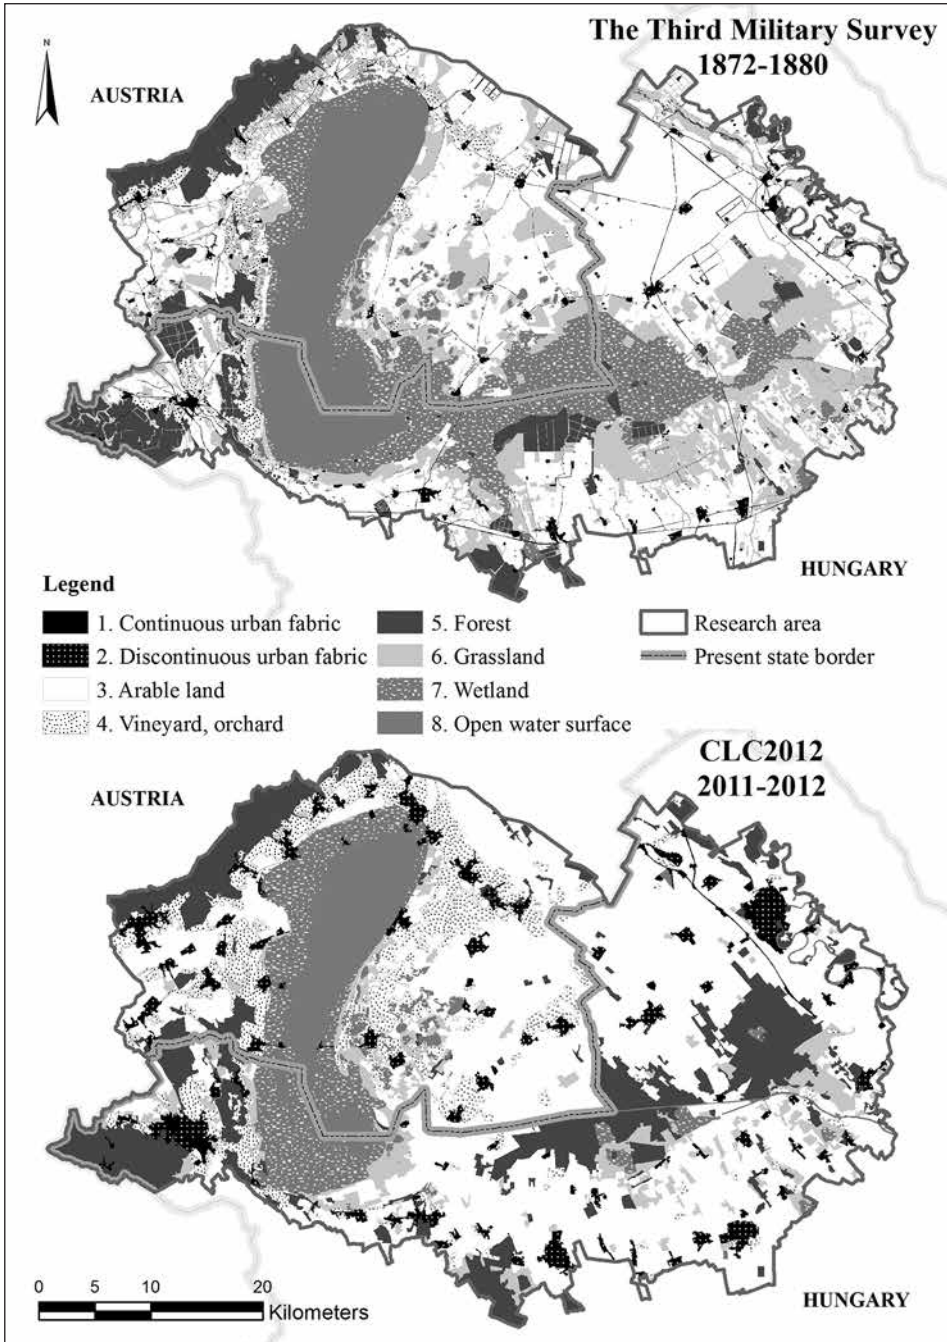 The Third Military Survey
1872-1880
N
AUSTRIA
HUNGARY
Legend
1. Continuous urban fabric
2. Discontinuous urban fabric
3. Arable land
4. Vineyard, orchard
5. Forest
6. Grassland
7. Wetland
8. Open water surface
Research area
Present state border
CLC2012
2011-2012
AUSTRIA
0 5 10 20
Kilometers
HUNGARY